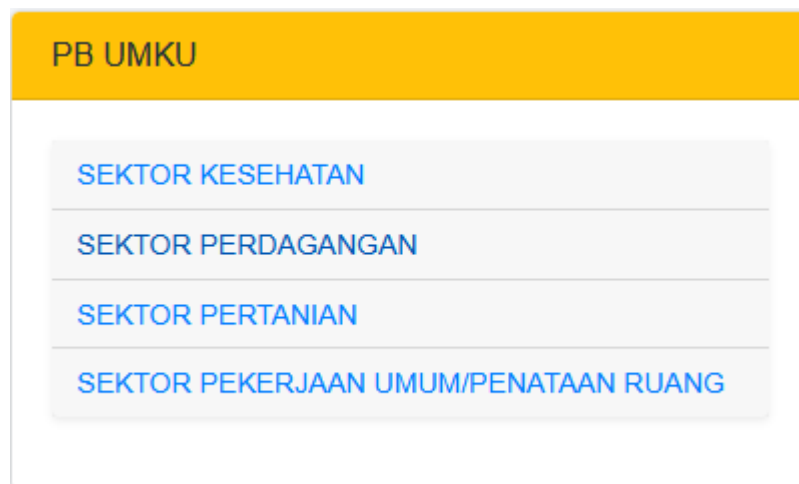 PB UMKU
SEKTOR KESEHATAN
SEKTOR PERDAGANGAN
SEKTOR PERTANIAN
SEKTOR PEKERJAAN UMUM/PENATAAN RUANG